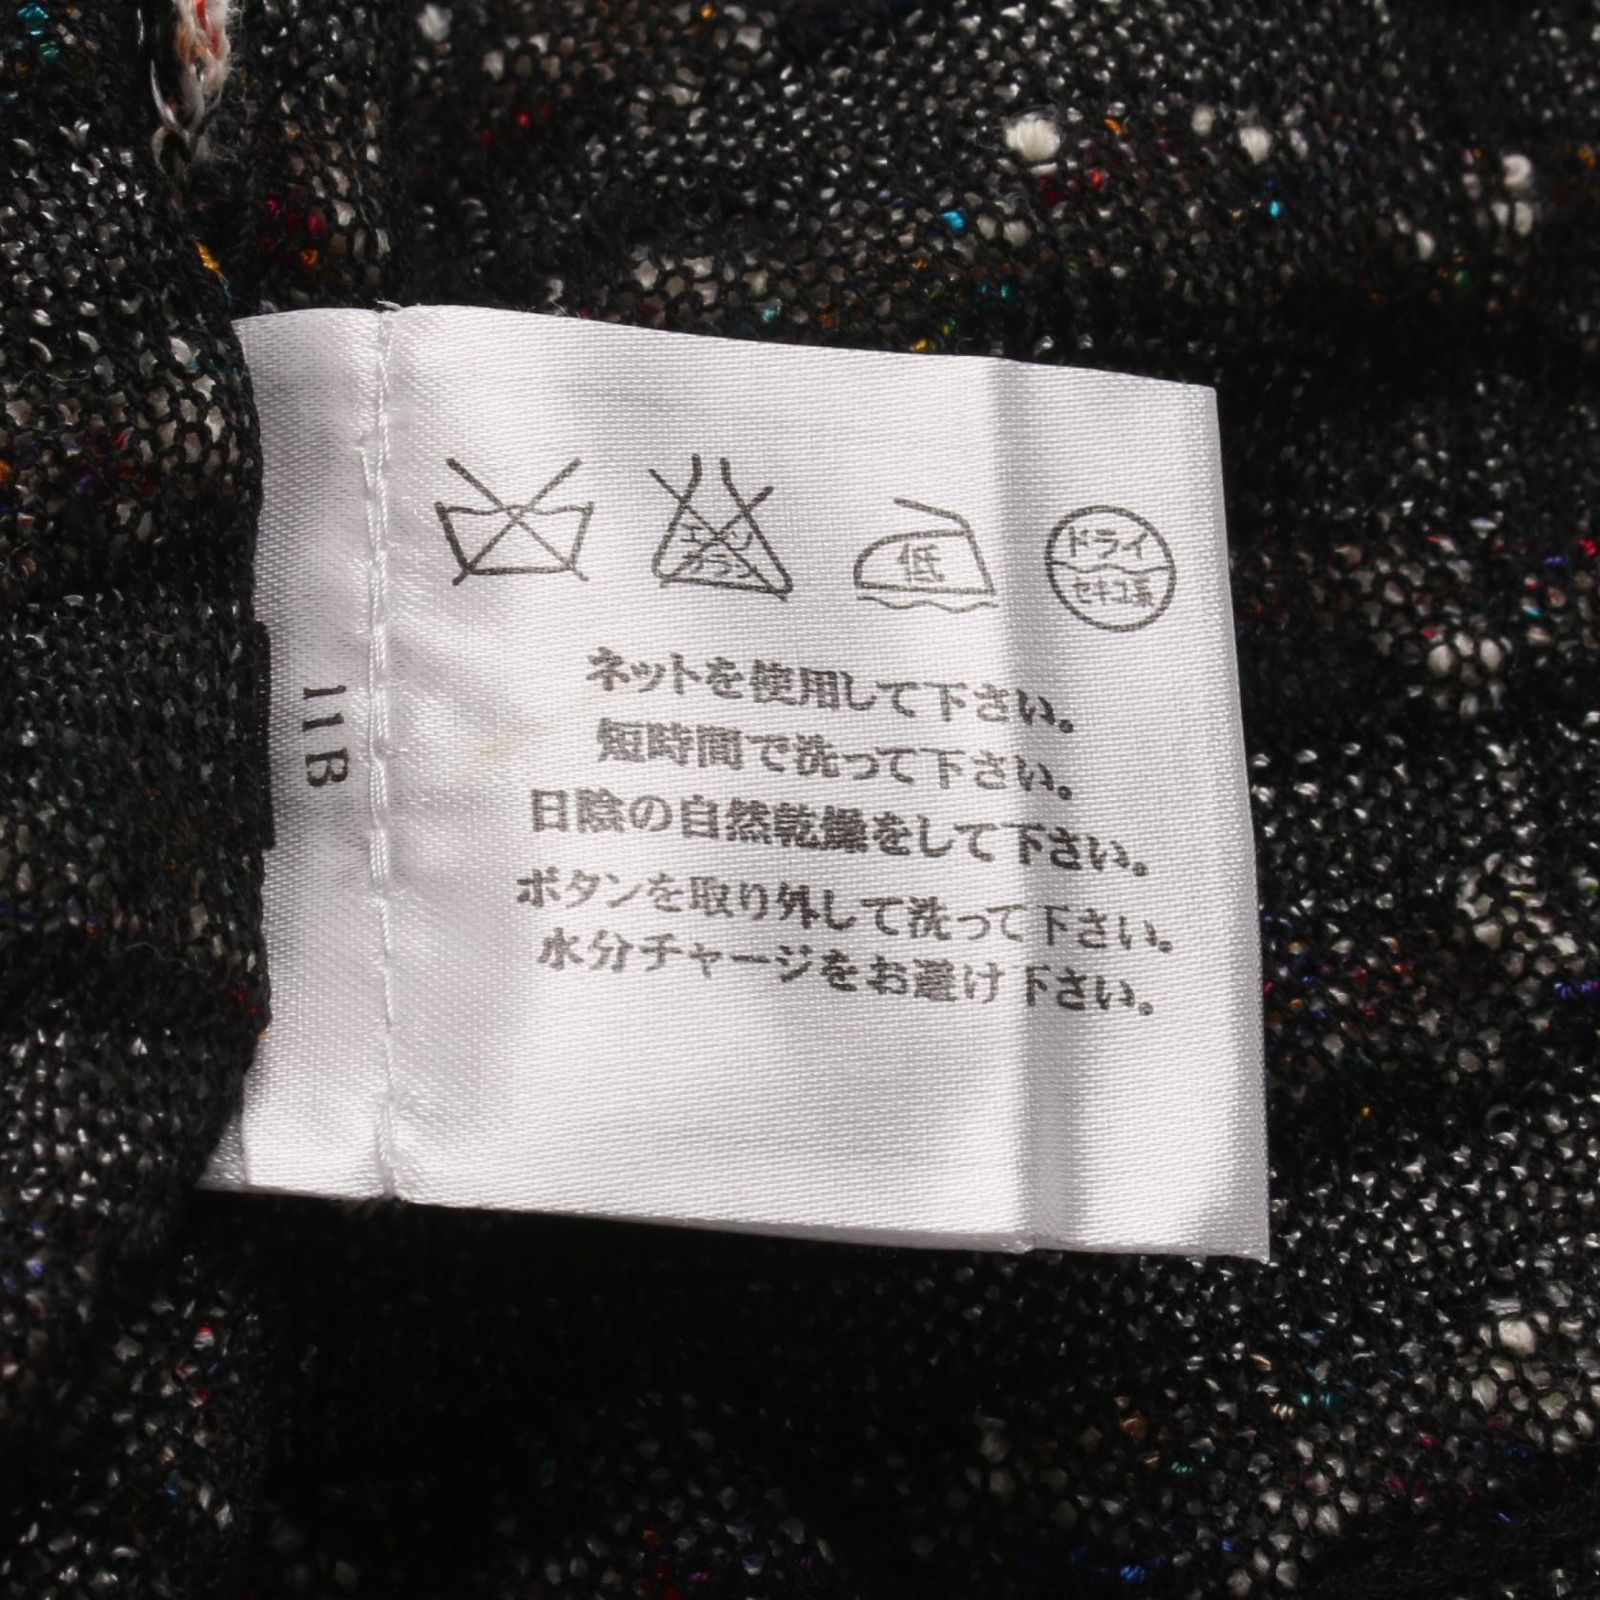 エンソ
カラシ
低
ドライ
セキユ系
ネットを使用して下さい。
短時間で洗って下さい。
日陰の自然乾燥をして下さい。
ボタンを取り外して洗って下さい。
水分チャージをお避け下さい。
11B